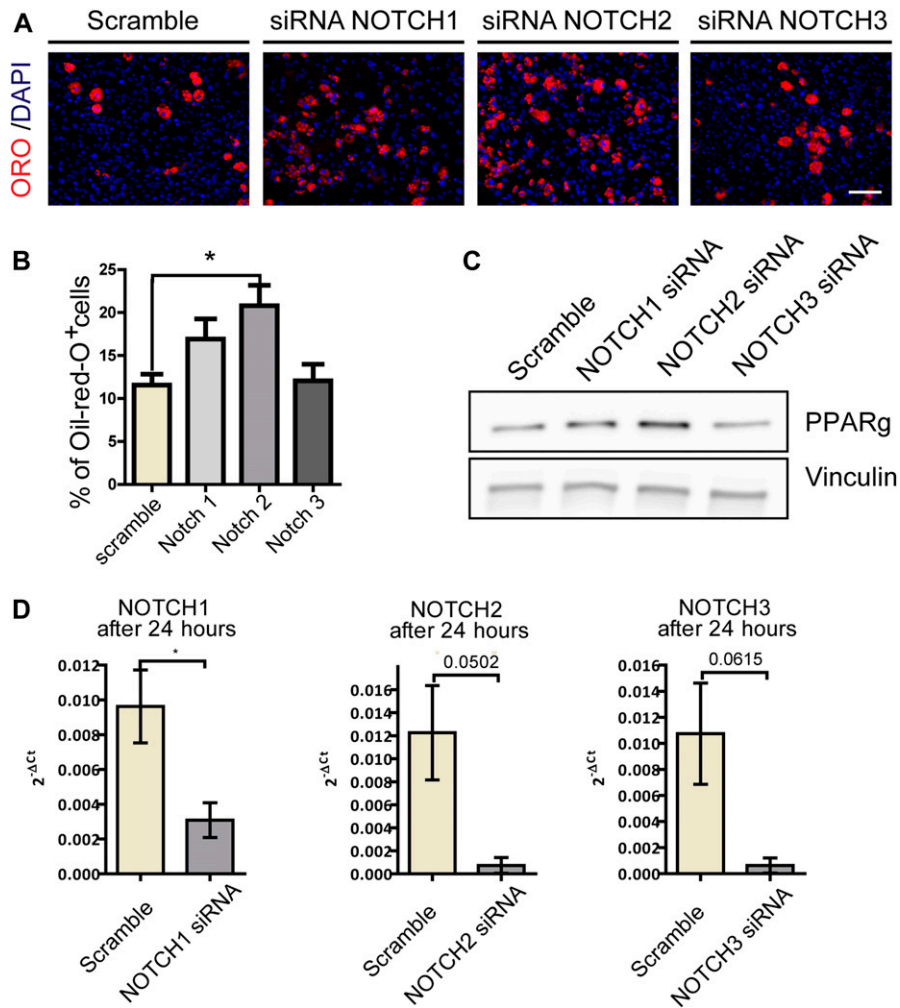 A
Scramble
siRNA NOTCH1
siRNA NOTCH2
siRNA NOTCH3
ORO /DAPI
B
% of Oil-red-O+cells
25
20
15
10
5
0
*
scramble
Notch 1
Notch 2
Notch 3
C
Scramble
NOTCH1 siRNA
NOTCH2 siRNA
NOTCH3 siRNA
PPARg
Vinculin
D
NOTCH1
after 24 hours
*
2-ΔCt
0.012
0.010
0.008
0.006
0.004
0.002
0.000
Scramble
NOTCH1 siRNA
NOTCH2
after 24 hours
0.0502
2-ΔCt
0.016
0.014
0.012
0.010
0.008
0.006
0.004
0.002
0.000
Scramble
NOTCH2 siRNA
NOTCH3
after 24 hours
0.0615
2-ΔCt
0.016
0.014
0.012
0.010
0.008
0.006
0.004
0.002
0.000
Scramble
NOTCH3 siRNA